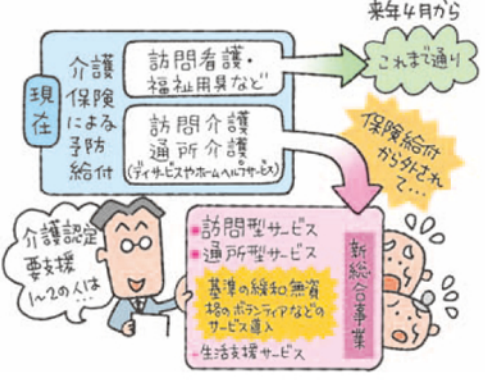 来年4月から
現在
介護
保険
による
予防
給付
訪問看護・
福祉用具など
これまで通り
訪問介護
通所介護
(デイサービスやホームヘルプサービス)
保険給付
から外され
て…
介護認定
要支援
1~2の人は
…
●訪問型サービス
●通所型サービス
基準の緩和無資
格のボランティアなどの
サービス導入
-生活支援サービス
新総合事業